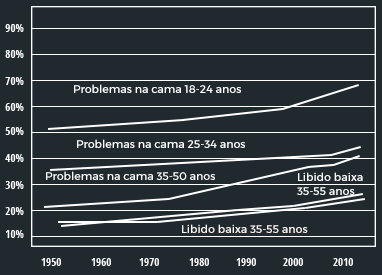 90%
80%
70%
Problemas na cama 18-24 anos
60%
50%
Problemas na cama 25-34 anos
40%
Problemas na cama 35-50 anos
Libido baixa
35-55 anos
30%
20%
Libido baixa 35-55 anos
10%
1950 1960 1970 1980 1990 2000 2010